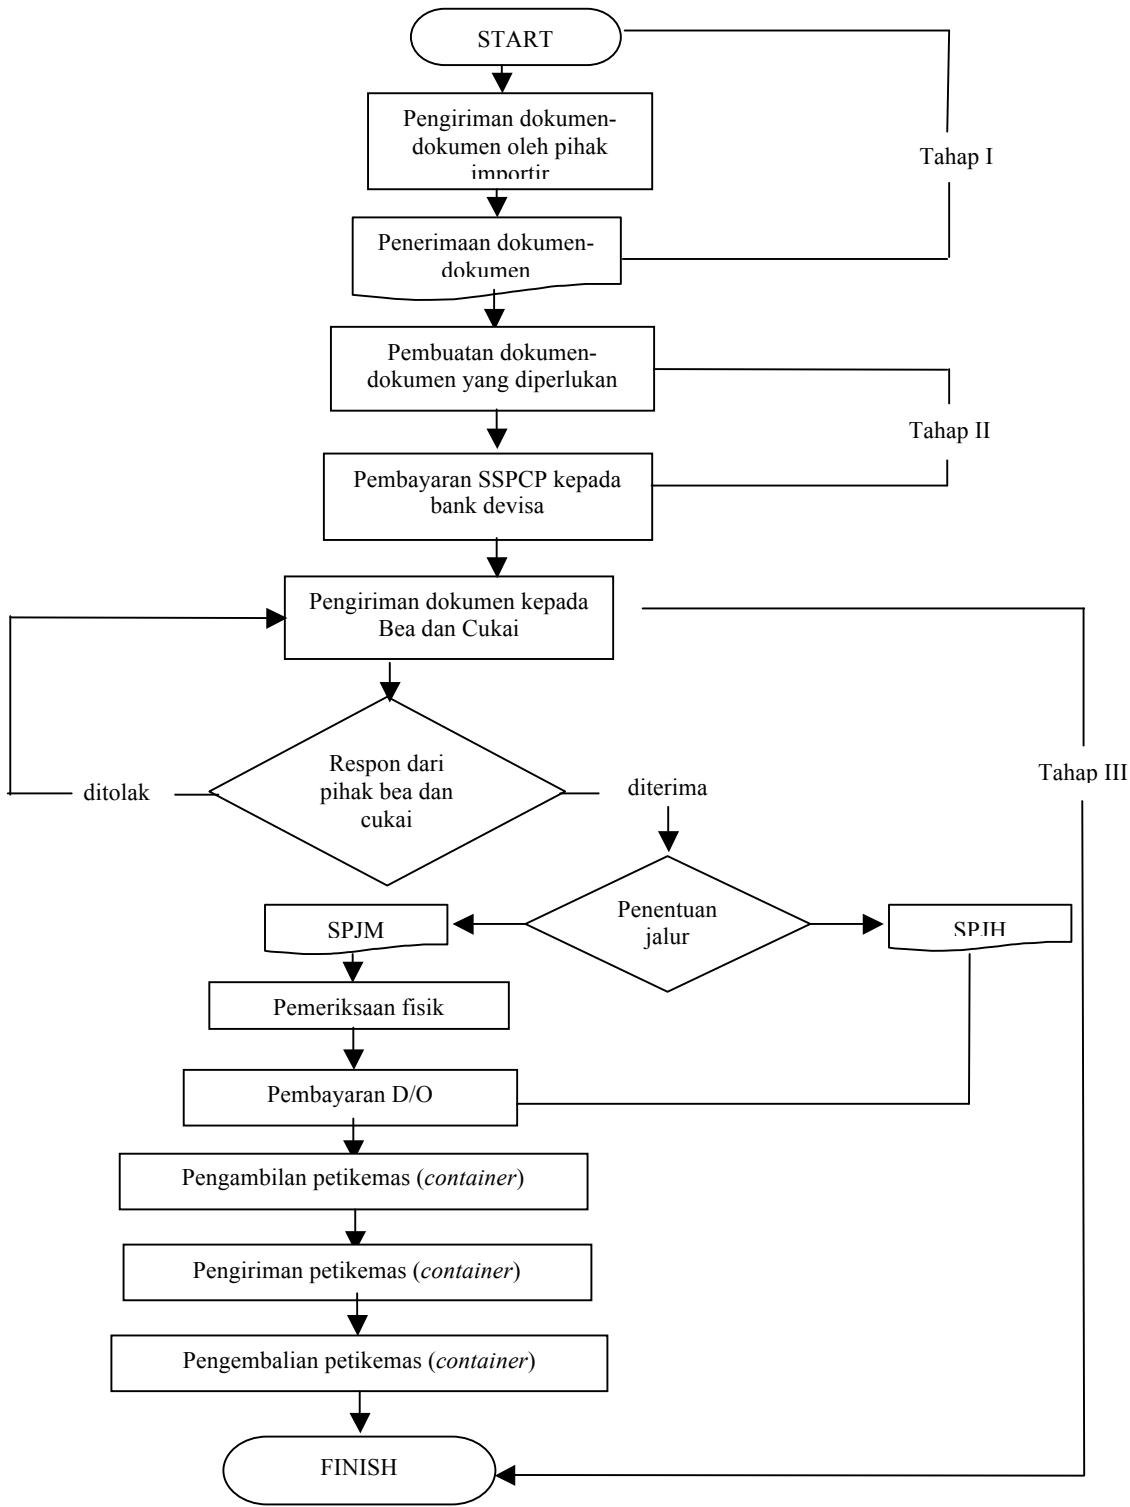 START
Pengiriman dokumen-
dokumen oleh pihak
importir
Tahap I
Penerimaan dokumen-
dokumen
Pembuatan dokumen-
dokumen yang diperlukan
Tahap II
Pembayaran SSPCP kepada
bank devisa
Pengiriman dokumen kepada
Bea dan Cukai
Respon dari
pihak bea dan
cukai
ditolak
diterima
Tahap III
Penentuan
jalur
SPJM
SPJH
Pemeriksaan fisik
Pembayaran D/O
Pengambilan petikemas (container)
Pengiriman petikemas (container)
Pengembalian petikemas (container)
FINISH